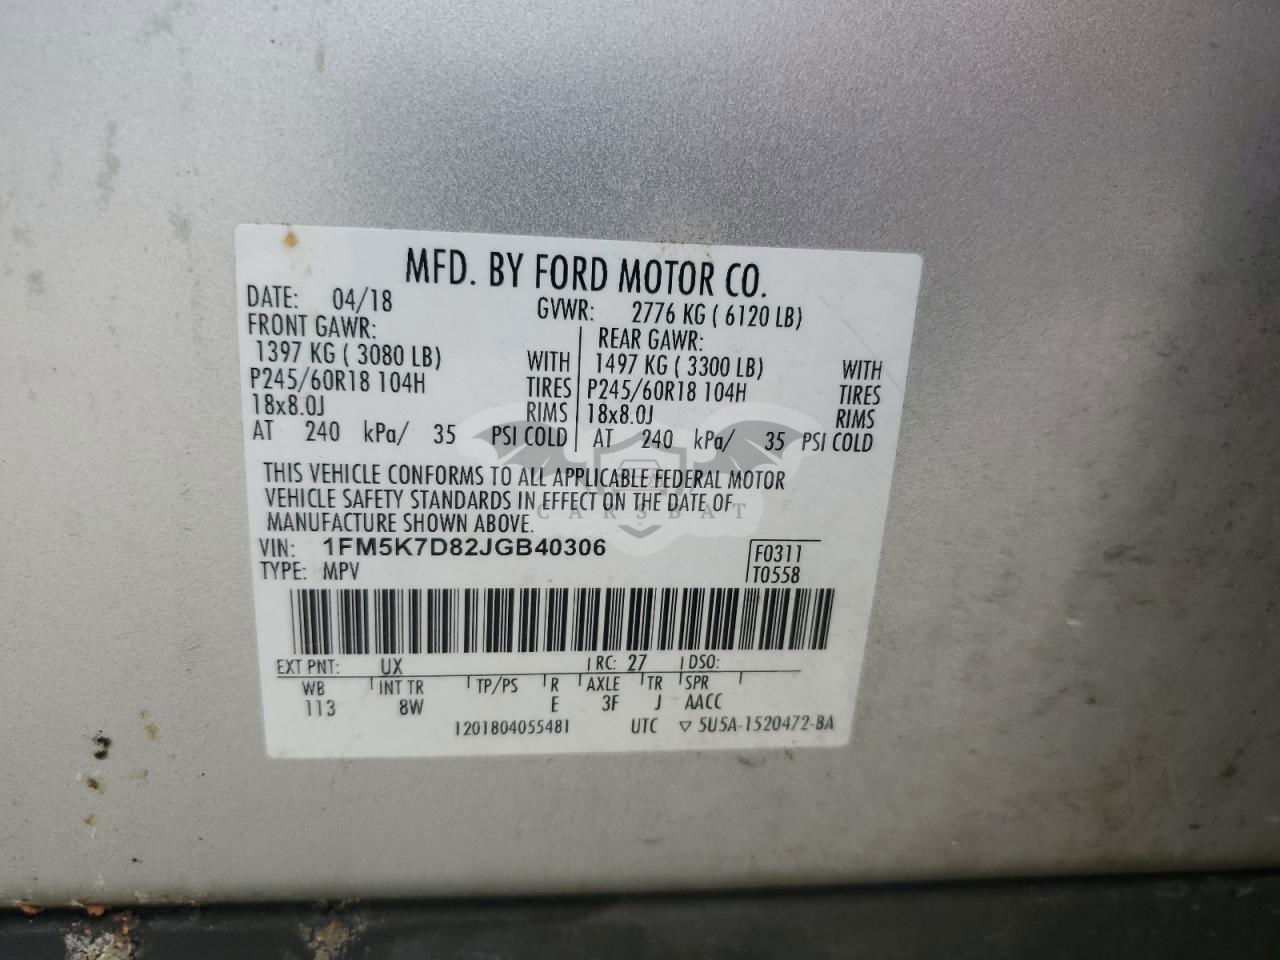 MFD. BY FORD MOTOR CO.
DATE: 04/18 GVWR: 2776 KG ( 6120 LB)
FRONT GAWR: REAR GAWR:
1397 KG ( 3080 LB) WITH 1497 KG ( 3300 LB) WITH
P245/60R18 104H TIRES P245/60R18 104H TIRES
18x8.0J RIMS 18x8.0J RIMS
AT 240 kPa/ 35 PSI COLD AT 240 kPa/ 35 PSI COLD
THIS VEHICLE CONFORMS TO ALL APPLICABLE FEDERAL MOTOR
VEHICLE SAFETY STANDARDS IN EFFECT ON THE DATE OF
CARSBAT
MANUFACTURE SHOWN ABOVE.
VIN: 1FM5K7D82JGB40306 F0311
TYPE: MPV T0558
EXT PNT: UX RC: 27 DSO:
WB INT TR TP/PS R AXLE TR SPR
113 8W E 3F J AACC
1201804055481 UTC ▽ 5U5A-1520472-BA